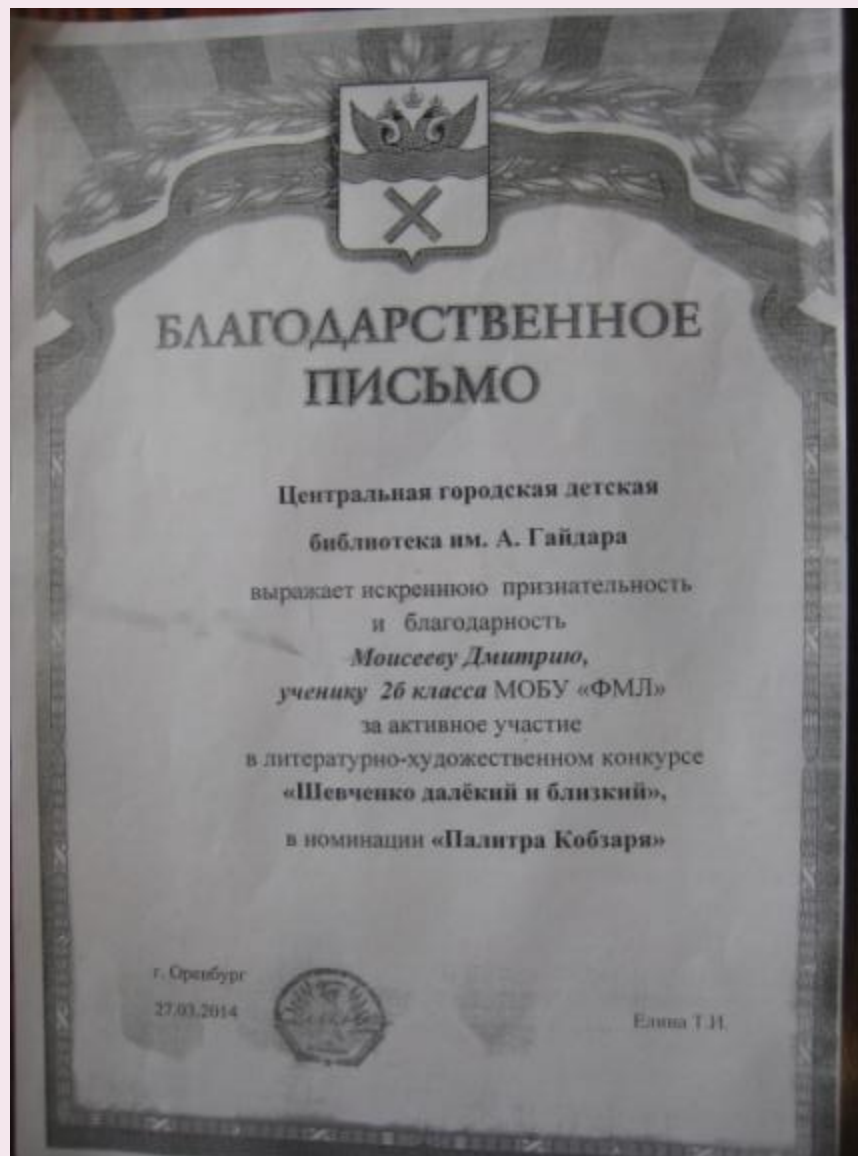 БЛАГОДАРСТВЕННОЕ
ПИСЬМО
Центральная городская детская
библиотека им. А. Гайдара
выражает искреннюю признательность
и благодарность
Моисееву Дмитрию,
ученику 2б класса МОБУ «ФМЛ»
за активное участие
в литературно-художественном конкурсе
«Шевченко далёкий и близкий»,
в номинации «Палитра Кобзаря»
г. Оренбург
27.03.2014
Елина Т.И.